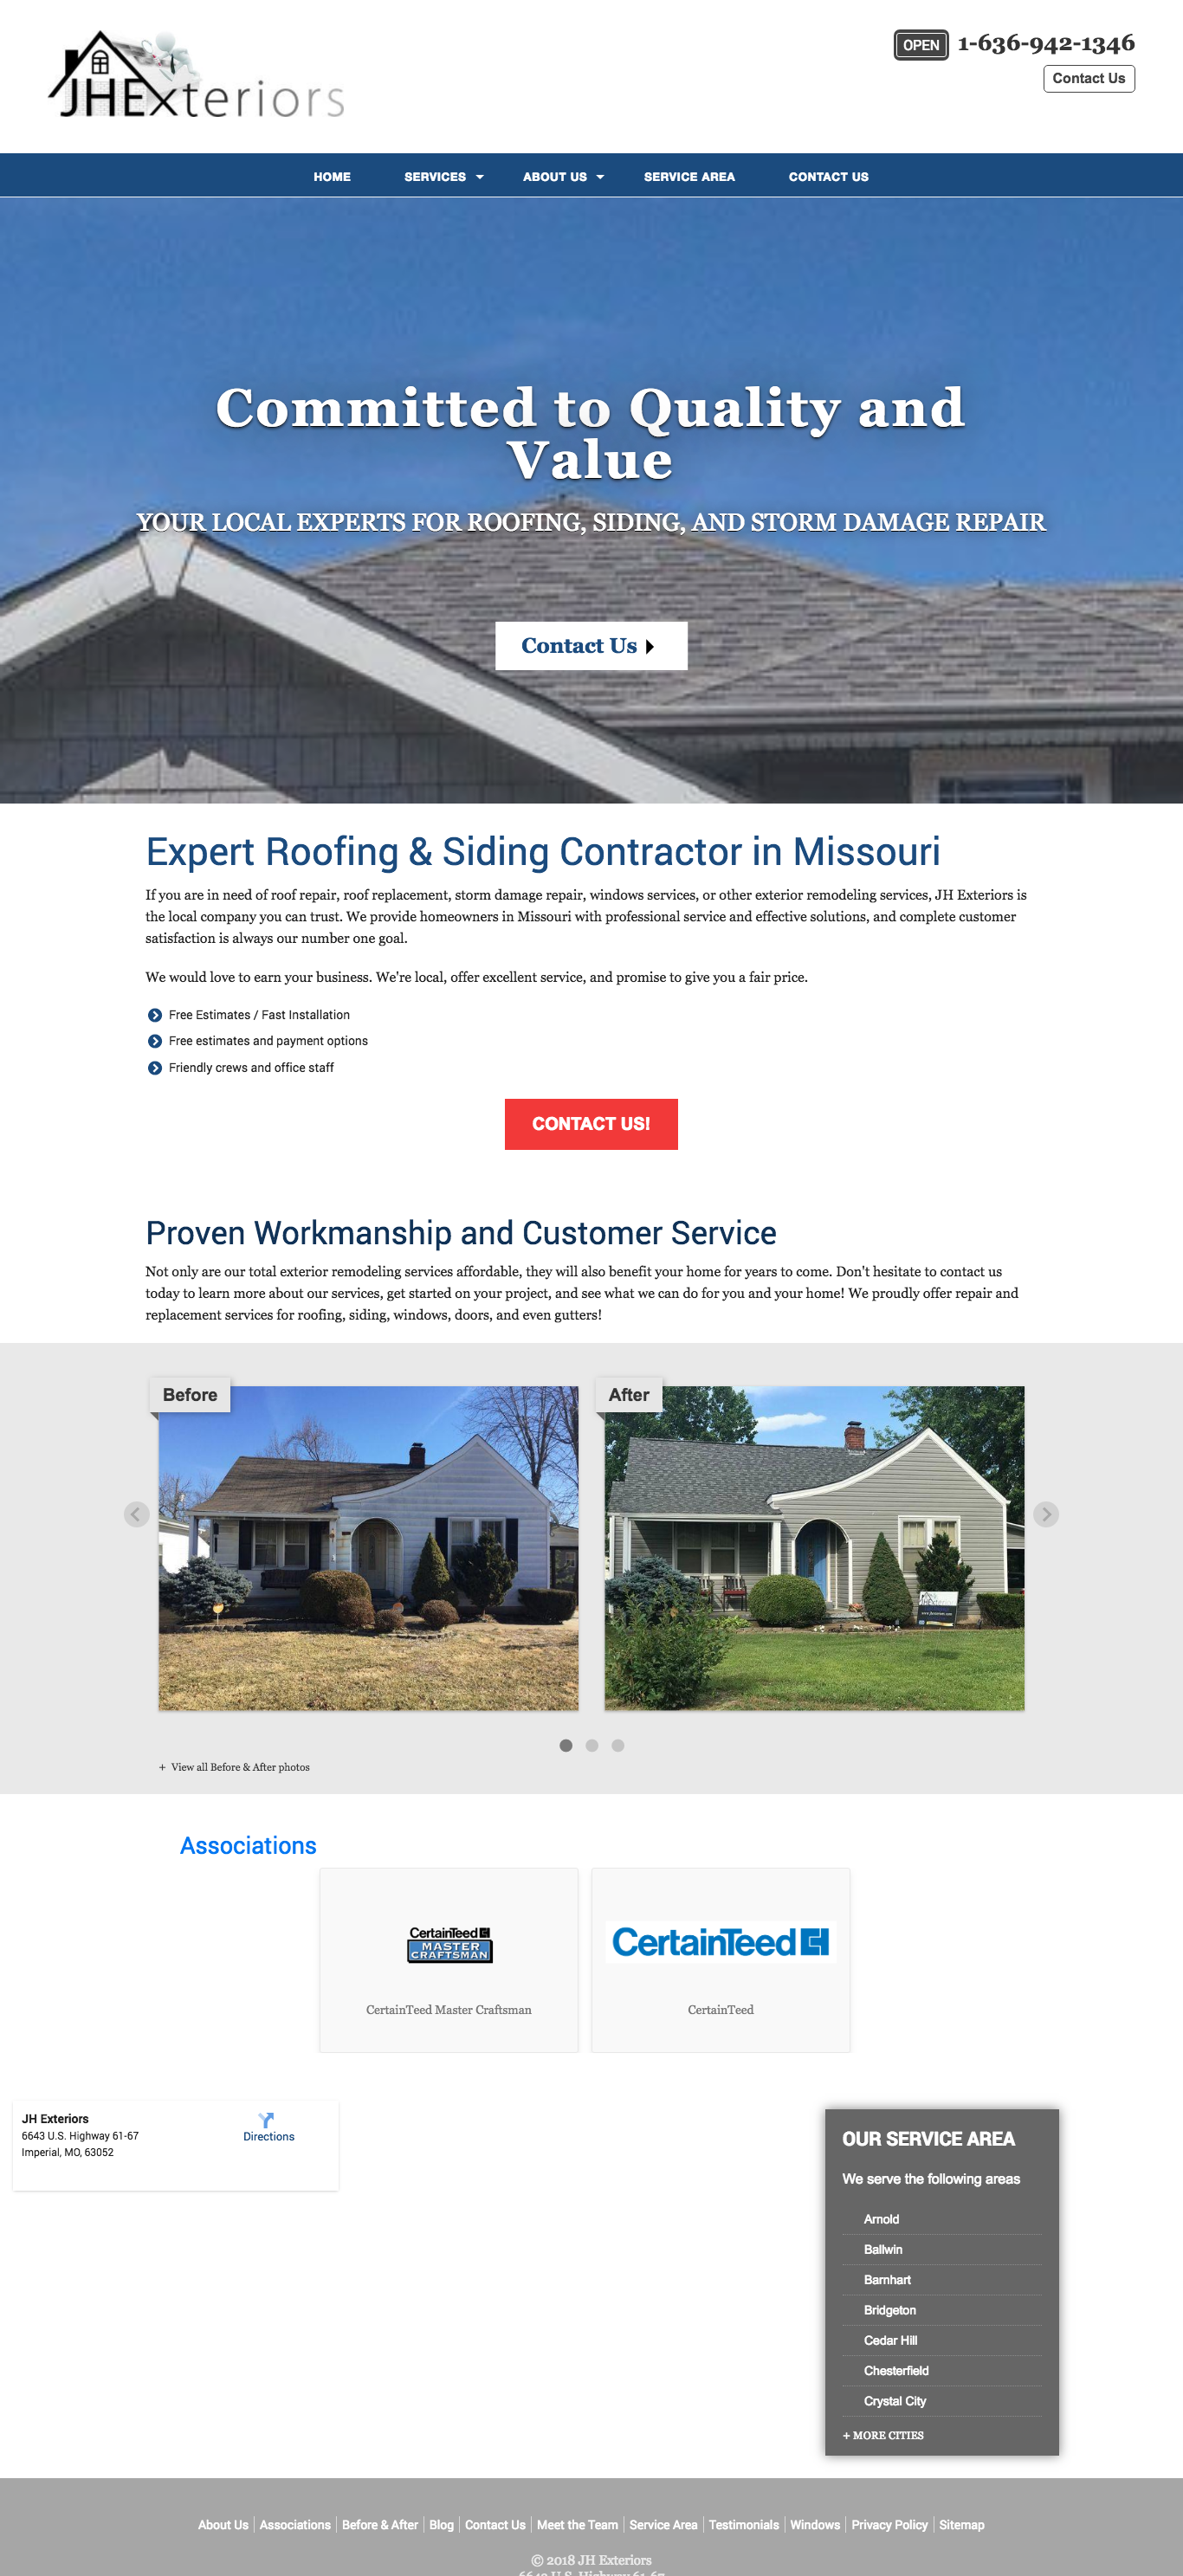 JHExteriors
OPEN 1-636-942-1346
Contact Us
HOME SERVICES ABOUT US SERVICE AREA CONTACT US
Committed to Quality and
Value
YOUR LOCAL EXPERTS FOR ROOFING, SIDING, AND STORM DAMAGE REPAIR
Contact Us
Expert Roofing & Siding Contractor in Missouri
If you are in need of roof repair, roof replacement, storm damage repair, windows services, or other exterior remodeling services, JH Exteriors is
the local company you can trust. We provide homeowners in Missouri with professional service and effective solutions, and complete customer
satisfaction is always our number one goal.
We would love to earn your business. We're local, offer excellent service, and promise to give you a fair price.
Free Estimates / Fast Installation
Free estimates and payment options
Friendly crews and office staff
CONTACT US!
Proven Workmanship and Customer Service
Not only are our total exterior remodeling services affordable, they will also benefit your home for years to come. Don't hesitate to contact us
today to learn more about our services, get started on your project, and see what we can do for you and your home! We proudly offer repair and
replacement services for roofing, siding, windows, doors, and even gutters!
Before
After
+ View all Before & After photos
Associations
CertainTeed
MASTER
CRAFTSMAN
CertainTeed Master Craftsman
CertainTeed
CertainTeed
JH Exteriors
6643 U.S. Highway 61-67
Imperial, MO, 63052
Directions
OUR SERVICE AREA
We serve the following areas
Arnold
Ballwin
Barnhart
Bridgeton
Cedar Hill
Chesterfield
Crystal City
+ MORE CITIES
About Us Associations Before & After Blog Contact Us Meet the Team Service Area Testimonials Windows Privacy Policy Sitemap
© 2018 JH Exteriors